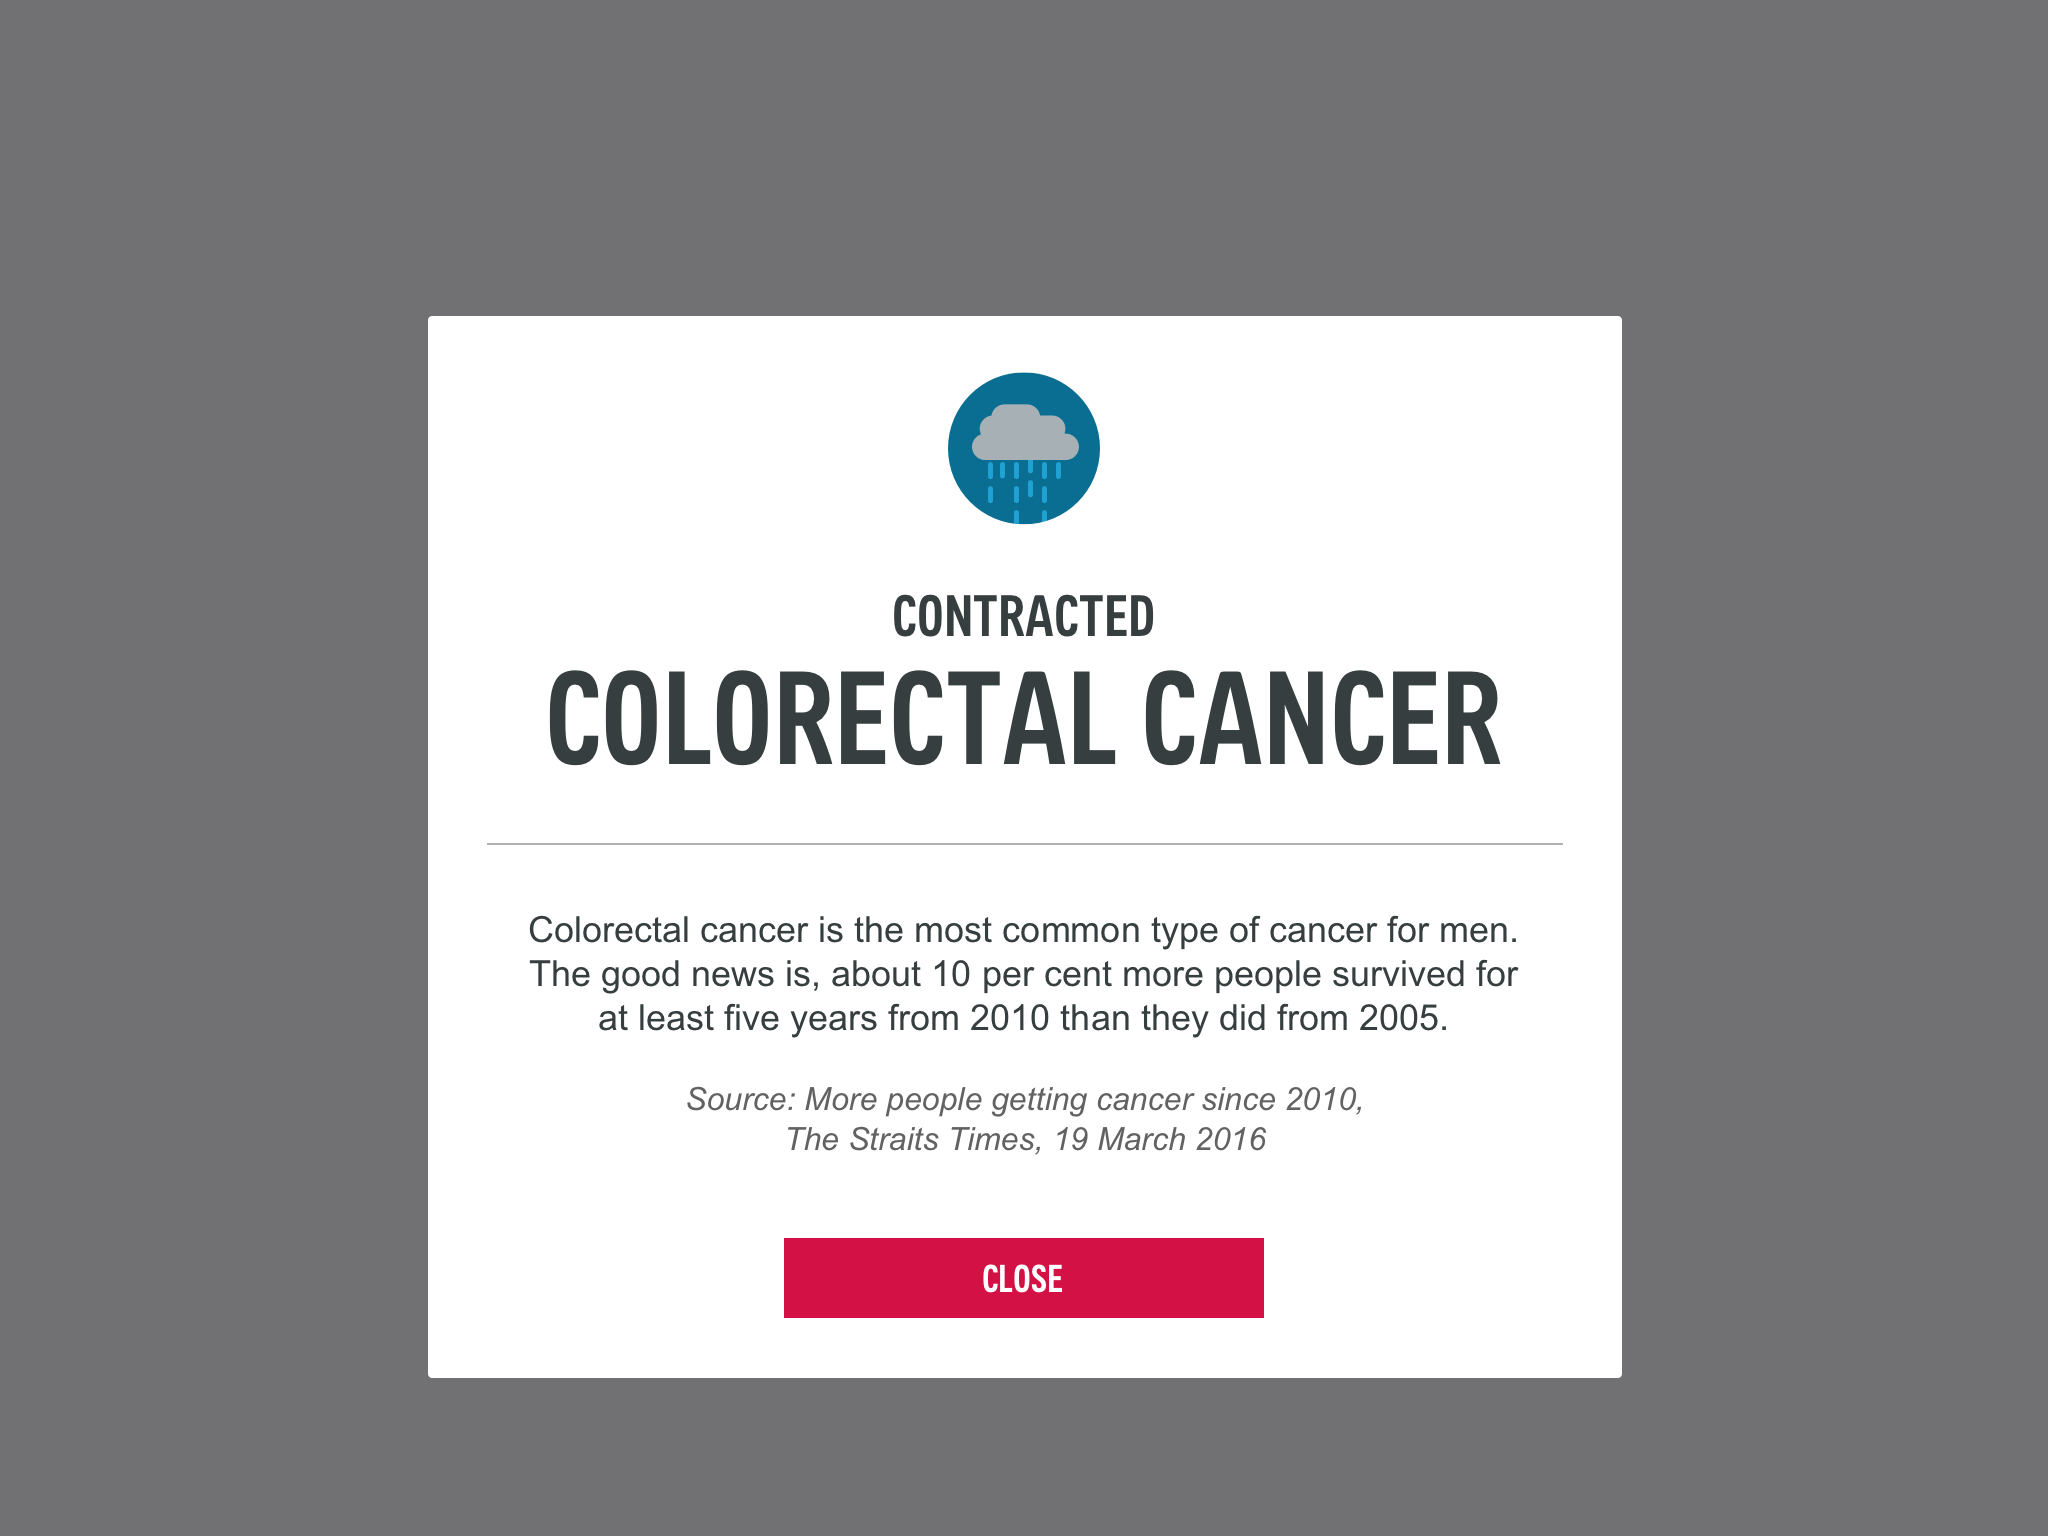 CONTRACTED
COLORECTAL CANCER
Colorectal cancer is the most common type of cancer for men.
The good news is, about 10 per cent more people survived for
at least five years from 2010 than they did from 2005.
Source: More people getting cancer since 2010,
The Straits Times, 19 March 2016
CLOSE